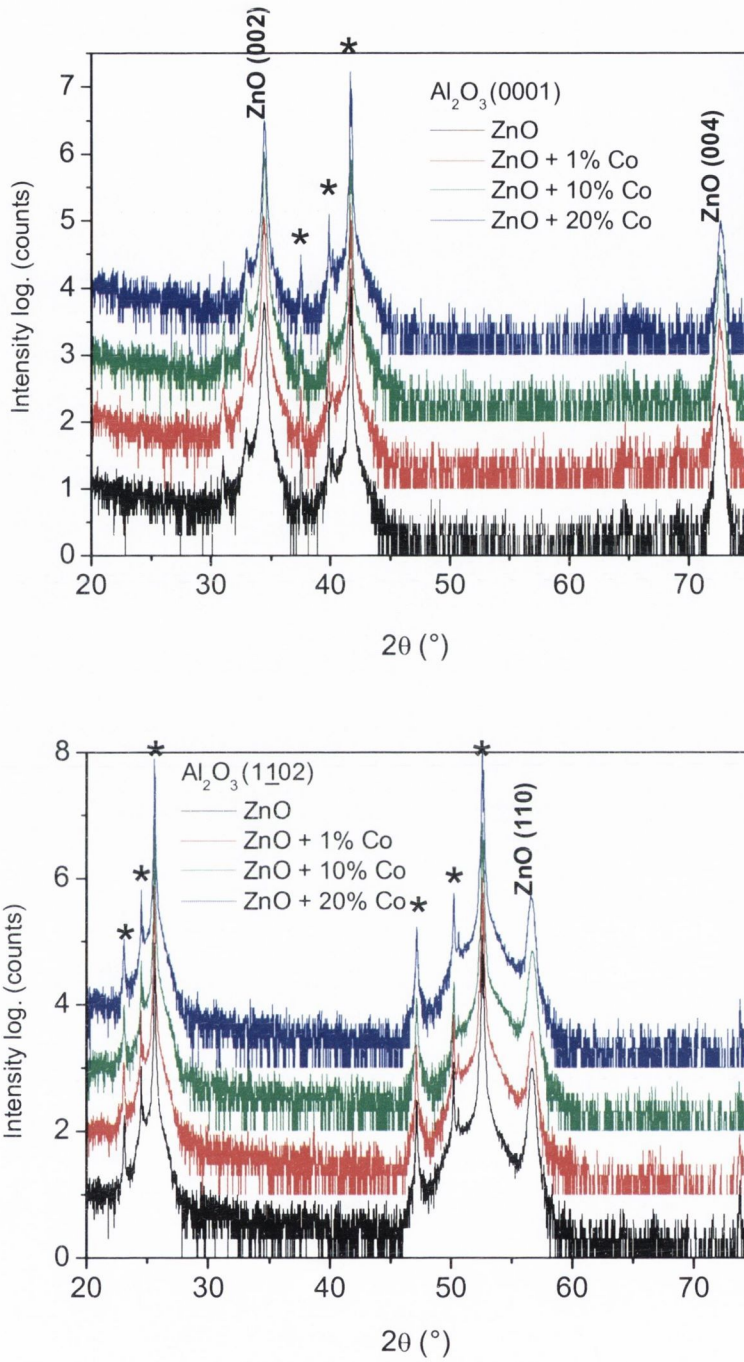 Intensity log. (counts)
7
6
5
4
3
2
1
0
ZnO (002)
*
*
*
ZnO (004)
Al₂O₃(0001)
ZnO
ZnO + 1% Co
ZnO + 10% Co
ZnO + 20% Co
20 30 40 50 60 70
2θ (°)
Intensity log. (counts)
8
6
4
2
0
*
*
*
*
*
*
ZnO (110)
Al₂O₃(11̲02)
ZnO
ZnO + 1% Co
ZnO + 10% Co
ZnO + 20% Co
20 30 40 50 60 70
2θ (°)